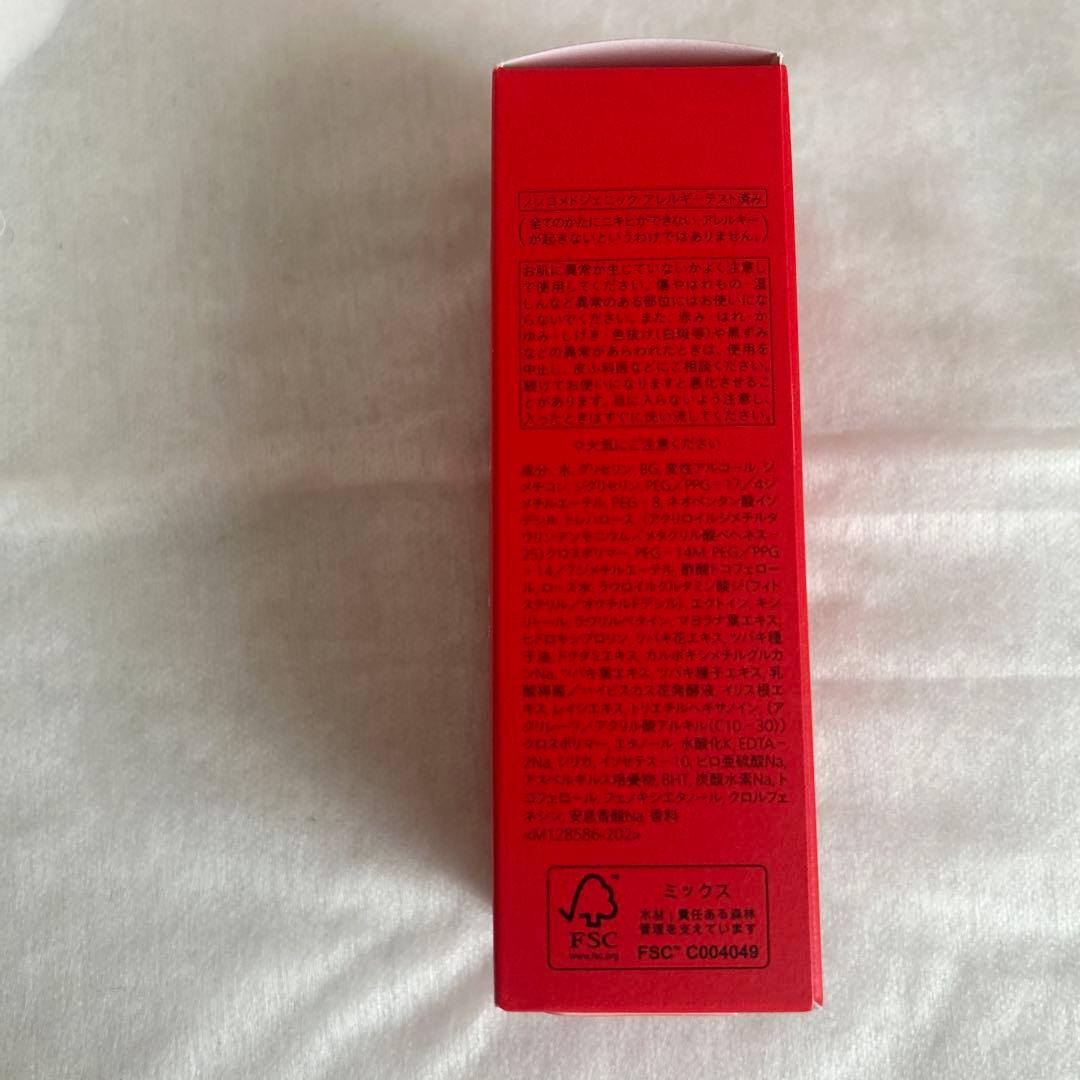 ノンコメドジェニック アレルギーテスト済み
(全てのかたにニキビができない・アレルギー
が起きないというわけではありません。)
お肌に異常が生じていないかよく注意し
て使用してください。傷やはれもの・湿
しんなど異常のある部位にはお使いにな
らないでください。また、赤み・はれ・か
ゆみ・しげき・色抜け(白斑等)や黒ずみ
などの異常があらわれたときは、使用を
中止し、皮ふ科医などにご相談ください。
続けてお使いになりますと悪化させるこ
とがあります。目に入らないよう注意し、
入ったときはすぐに洗い流してください。
◇火気にご注意ください
成分 水, グリセリン, BG, 変性アルコール, ジ
メチコン, ジグリセリン, PEG/PPG-17/4ジ
メチルエーテル, PEG-8, ネオペンタン酸イソ
デシル, トレハロース, (アクリロイルジメチルタ
ウリンアンモニウム/メタクリル酸ベヘネス-
25)クロスポリマー, PEG-14M, PEG/PPG
-14/7ジメチルエーテル, 酢酸トコフェロー
ル, ローズ水, ラウロイルグルタミン酸ジ(フィト
ステリル/オクチルドデシル), エクトイン, キシ
リトール, ラウリルベタイン, マヨラナ葉エキス,
ヒドロキシプロリン, ツバキ花エキス, ツバキ種
子油, ドクダミエキス, カルボキシメチルグルカ
ンNa, ツバキ葉エキス, ツバキ種子エキス, 乳
酸桿菌/ハイビスカス花発酵液, イリス根エ
キス, レイシエキス, トリエチルヘキサノイン, (ア
クリレーツ/アクリル酸アルキル(C10-30))
クロスポリマー, エタノール, 水酸化K, EDTA-
2Na, シリカ, イソセテス-10, ピロ亜硫酸Na,
アスペルギルス培養物, BHT, 炭酸水素Na, ト
コフェロール, フェノキシエタノール, クロルフェ
ネシン, 安息香酸Na, 香料
<M128586-202>
FSC™
www.fsc.org
ミックス
木材|責任ある森林
管理を支えています
FSC™ C004049